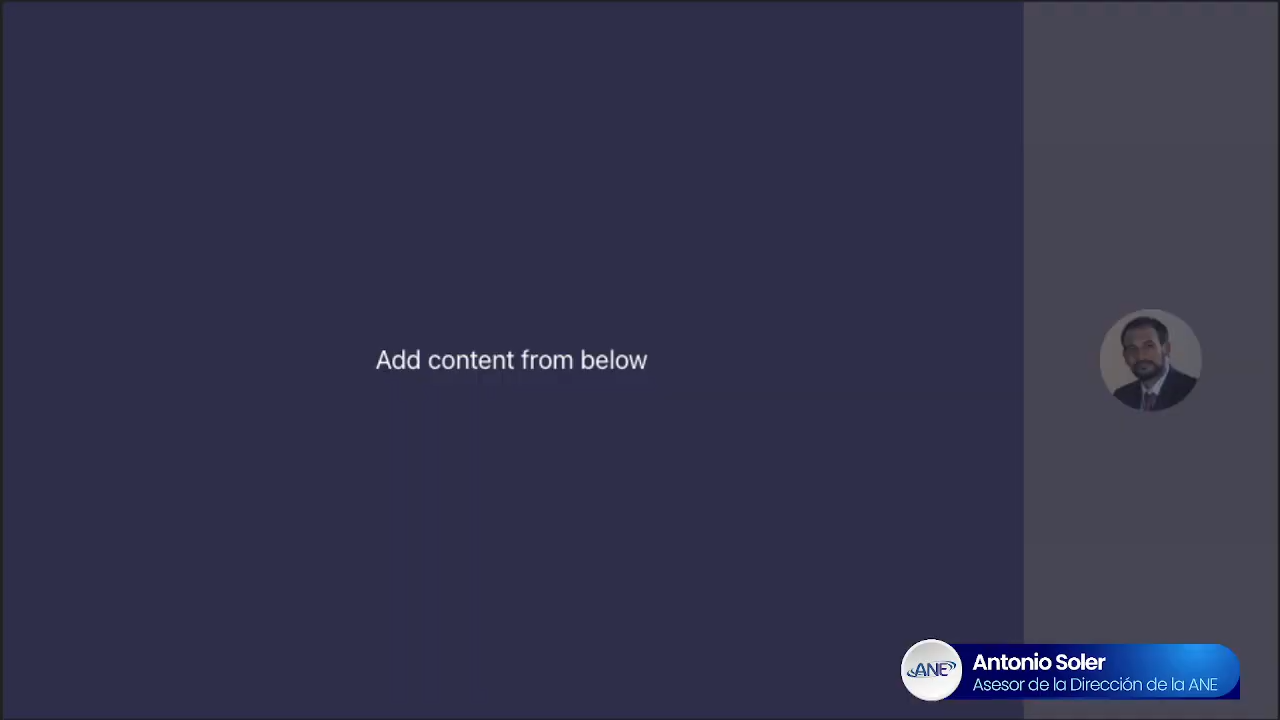 Add content from below
ANE
Antonio Soler
Asesor de la Dirección de la ANE